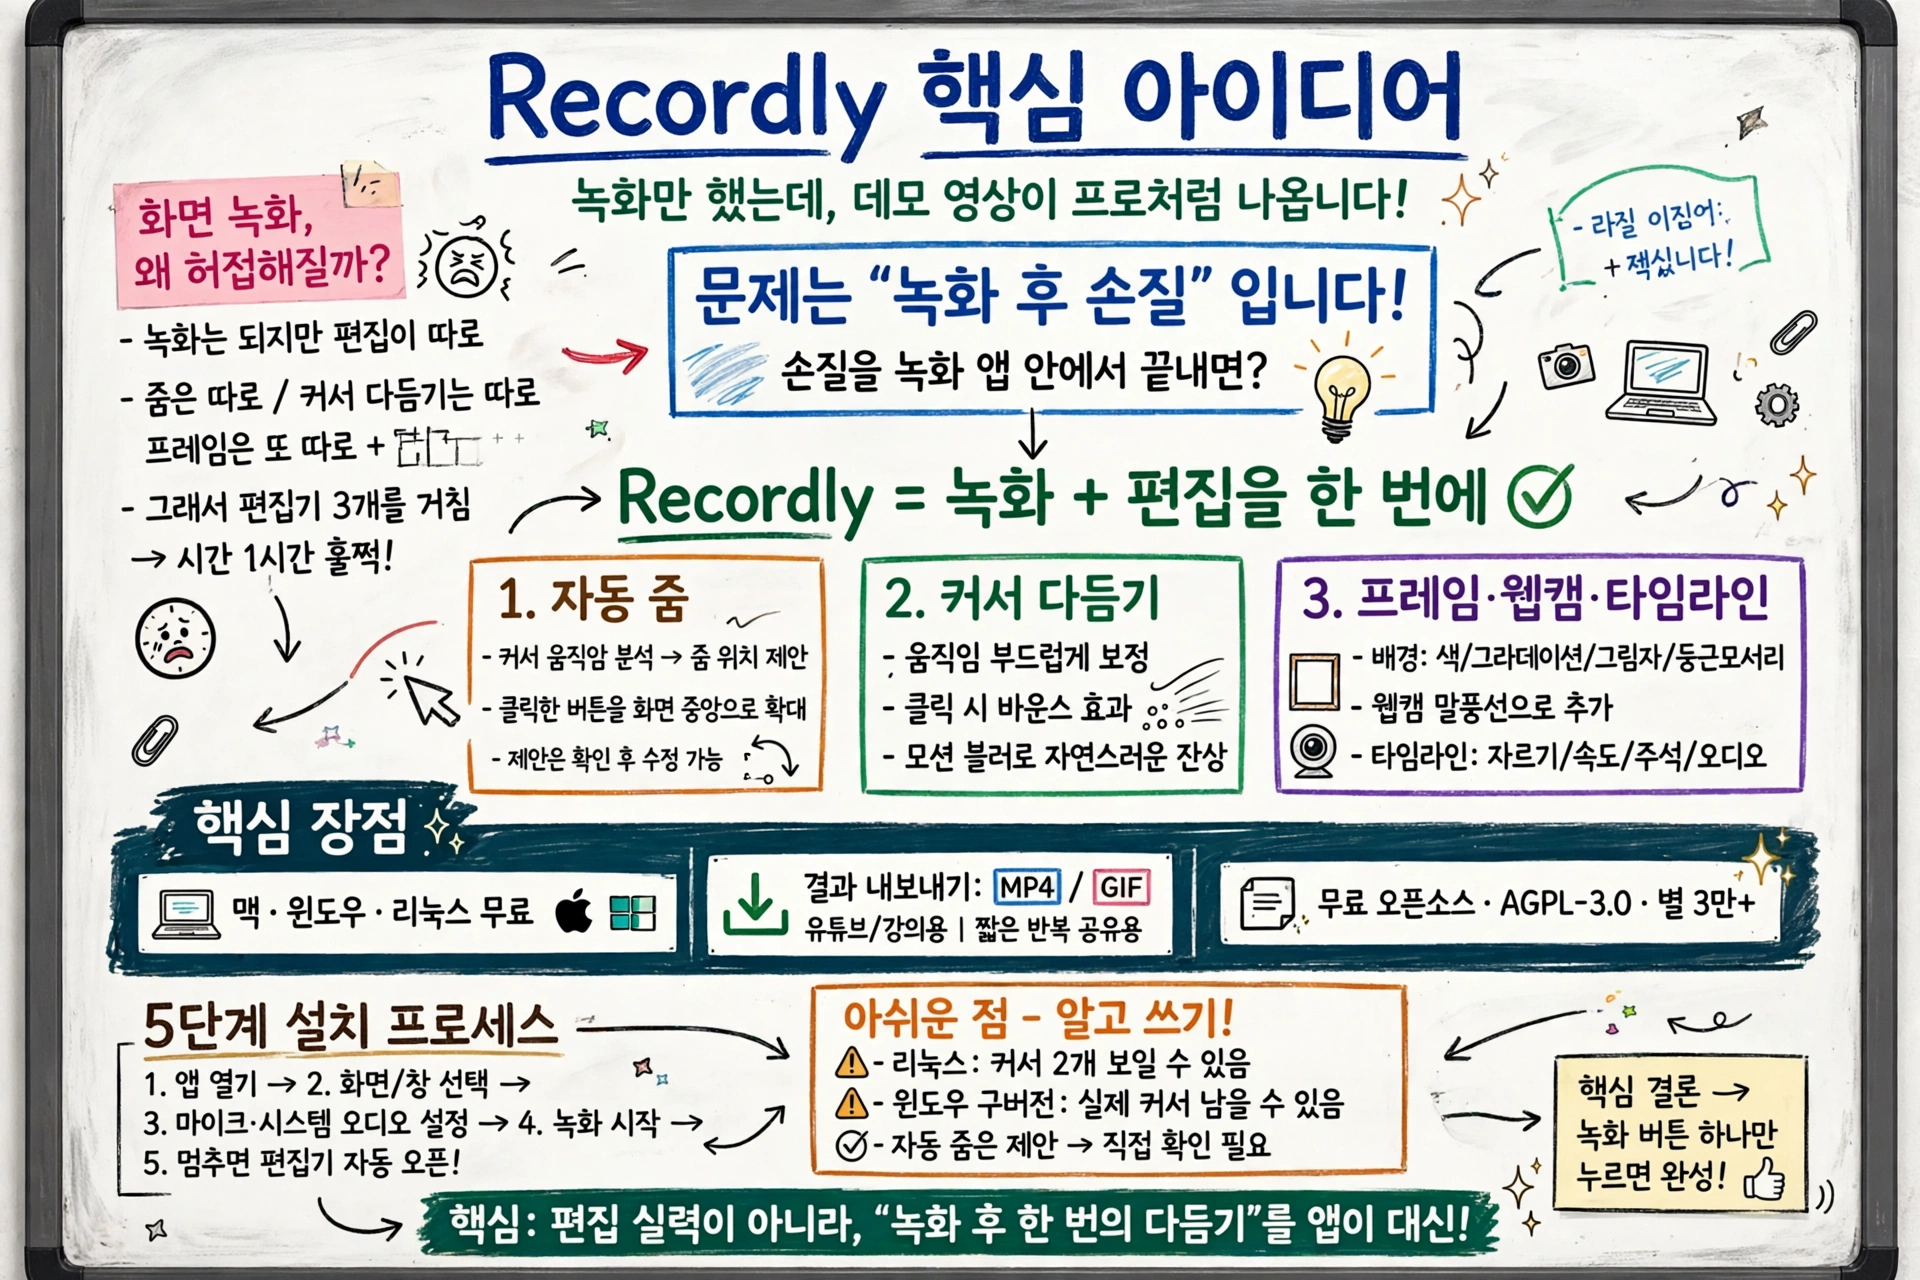 Recordly 핵심 아이디어
녹화만 했는데, 데모 영상이 프로처럼 나옵니다!
화면 녹화,
왜 허접해질까?
- 녹화는 되지만 편집이 따로
- 줌은 따로 / 커서 다듬기는 따로
프레임은 또 따로 +
- 그래서 편집기 3개를 거침
→ 시간 1시간 훌쩍!
문제는 “녹화 후 손질” 입니다!
손질을 녹화 앱 안에서 끝내면?
- 라질 이짐어:.
+ 잭싰니다!
Recordly = 녹화 + 편집을 한 번에
1. 자동 줌
- 커서 움직암 분석 → 줌 위치 제안
- 클릭한 버튼을 화면 중앙으로 확대
- 제안은 확인 후 수정 가능
2. 커서 다듬기
- 움직임 부드럽게 보정
- 클릭 시 바운스 효과
- 모션 블러로 자연스러운 잔상
3. 프레임·웹캠·타임라인
- 배경: 색/그라데이션/그림자/둥근모서리
- 웹캠 말풍선으로 추가
- 타임라인: 자르기/속도/주석/오디오
핵심 장점
맥 · 윈도우 · 리눅스 무료
결과 내보내기: MP4 / GIF
유튜브/강의용 | 짧은 반복 공유용
무료 오픈소스 · AGPL-3.0 · 별 3만+
5단계 설치 프로세스
1. 앱 열기 → 2. 화면/창 선택 →
3. 마이크·시스템 오디오 설정 → 4. 녹화 시작 →
5. 멈추면 편집기 자동 오픈!
아쉬운 점 - 알고 쓰기!
- 리눅스: 커서 2개 보일 수 있음
- 윈도우 구버전: 실제 커서 남을 수 있음
- 자동 줌은 제안 → 직접 확인 필요
핵심 결론 →
녹화 버튼 하나만
누르면 완성!
핵심: 편집 실력이 아니라, “녹화 후 한 번의 다듬기”를 앱이 대신!